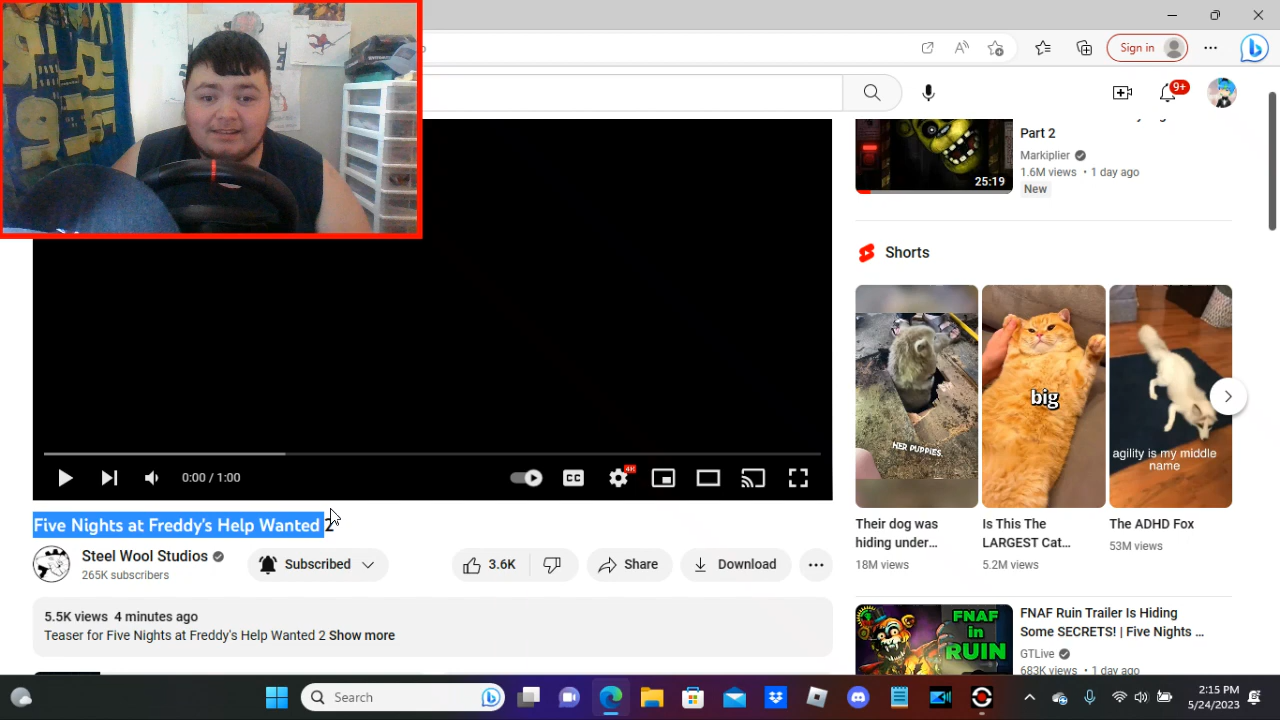 Sign in
9+
Part 2
Markiplier
1.6M views • 1 day ago
New
25:19
Shorts
HER PUPPIES.
big
agility is my middle
name
Their dog was
hiding under...
18M views
Is This The
LARGEST Cat...
5.2M views
The ADHD Fox
53M views
0:00 / 1:00
CC
4K
Five Nights at Freddy's Help Wanted 2
Steel Wool Studios
265K subscribers
Subscribed
3.6K
Share
Download
5.5K views 4 minutes ago
Teaser for Five Nights at Freddy's Help Wanted 2 Show more
FNAF
in
RUIN
FNAF Ruin Trailer Is Hiding
Some SECRETS! | Five Nights ...
GTLive
683K views • 1 day ago
Search
2:15 PM
5/24/2023